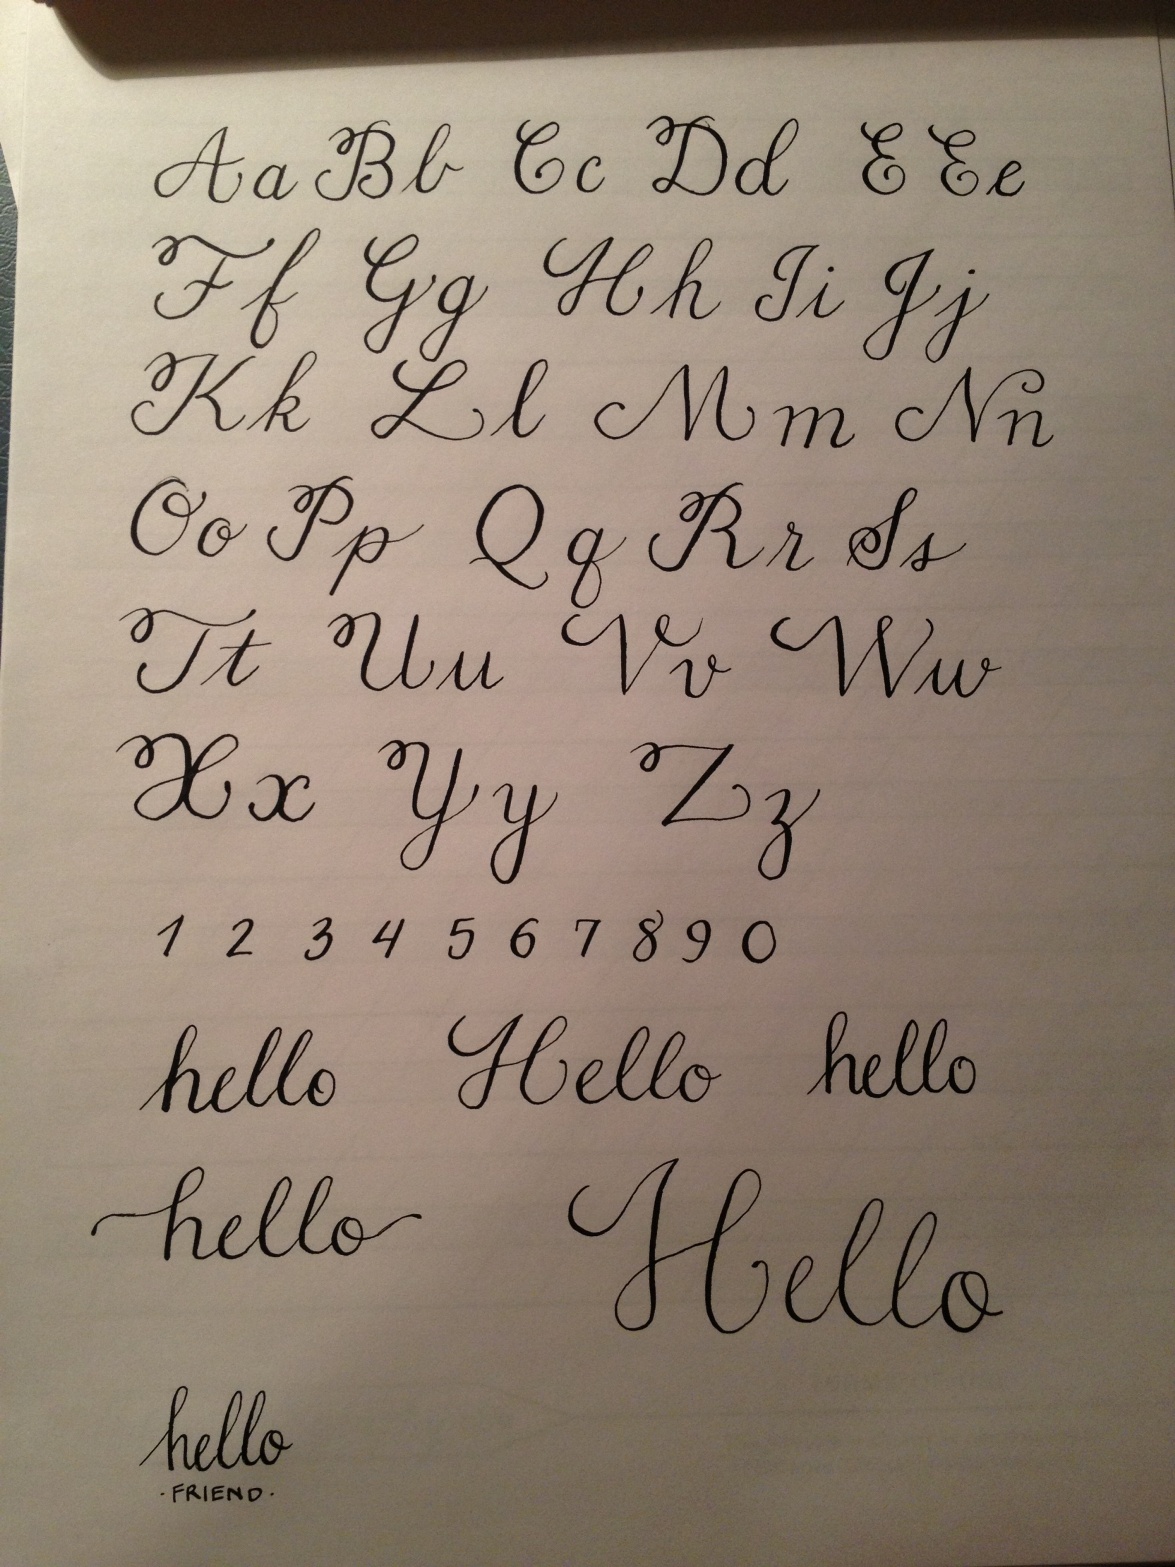 Aa Bb Cc Dd E Ee
Ff Gg Hh Ii Jj
Kk Ll Mm Nn
Oo Pp Qq Rr Ss
Tt Uu Vv Ww
Xx Yy Zz
1 2 3 4 5 6 7 8 9 0
hello Hello hello
hello Hello
hello
·FRIEND·